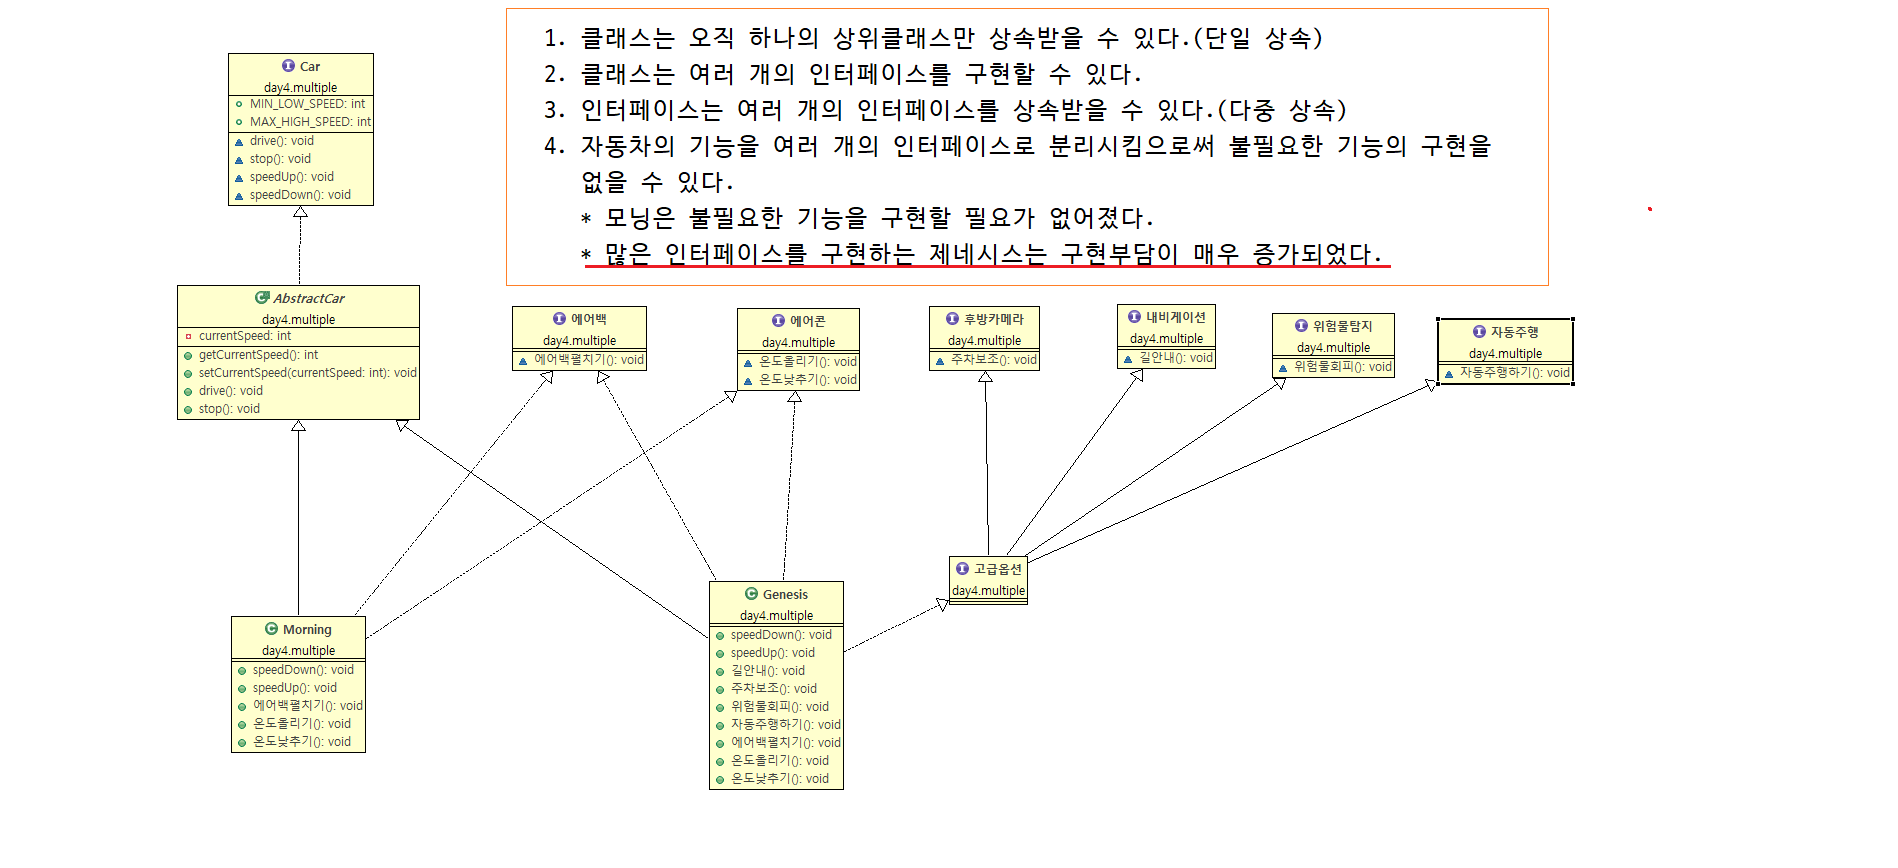 1. 클래스는 오직 하나의 상위클래스만 상속받을 수 있다.(단일 상속)
2. 클래스는 여러 개의 인터페이스를 구현할 수 있다.
3. 인터페이스는 여러 개의 인터페이스를 상속받을 수 있다.(다중 상속)
4. 자동차의 기능을 여러 개의 인터페이스로 분리시킴으로써 불필요한 기능의 구현을
없을 수 있다.
* 모닝은 불필요한 기능을 구현할 필요가 없어졌다.
* 많은 인터페이스를 구현하는 제네시스는 구현부담이 매우 증가되었다.
I Car
day4.multiple
MIN_LOW_SPEED: int
MAX_HIGH_SPEED: int
drive(): void
stop(): void
speedUp(): void
speedDown(): void
C AbstractCar
day4.multiple
currentSpeed: int
getCurrentSpeed(): int
setCurrentSpeed(currentSpeed: int): void
drive(): void
stop(): void
I 에어백
day4.multiple
에어백펼치기(): void
I 에어콘
day4.multiple
온도올리기(): void
온도낮추기(): void
I 후방카메라
day4.multiple
주차보조(): void
I 내비게이션
day4.multiple
길안내(): void
I 위험물탐지
day4.multiple
위험물회피(): void
I 자동주행
day4.multiple
자동주행하기(): void
C Morning
day4.multiple
speedDown(): void
speedUp(): void
에어백펼치기(): void
온도올리기(): void
온도낮추기(): void
C Genesis
day4.multiple
speedDown(): void
speedUp(): void
길안내(): void
주차보조(): void
위험물회피(): void
자동주행하기(): void
에어백펼치기(): void
온도올리기(): void
온도낮추기(): void
I 고급옵션
day4.multiple